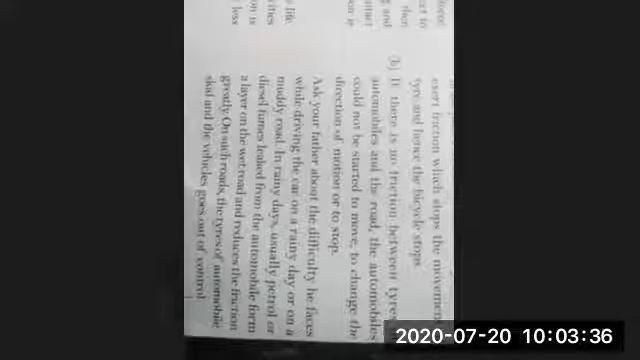 exert friction which stops the movement
tyre and hence the bicycle stops.
(b) If there is no friction between tyres
automobiles and the road, the automobiles
could not be started to move, to change the
direction of motion or to stop.
Ask your father about the difficulty he faces
while driving the car on a rainy day or on a
muddy road. In rainy days, usually petrol or
diesel fumes leaked from the automobile form
a layer on the wet road and reduces the friction
greatly. On such roads, the tyres of automobile
skid and the vehicles goes out of control.
then
and
life.
less
2020-07-20 10:03:36